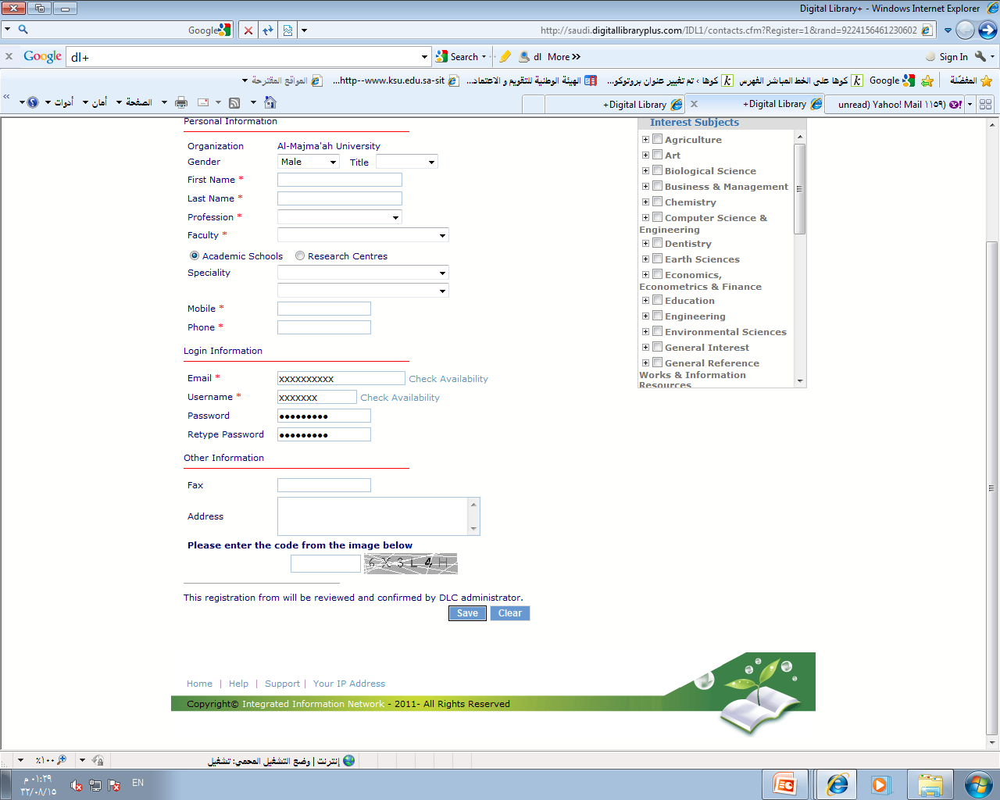 Digital Library+ - Windows Internet Explorer
Google
http://saudi.digitallibraryplus.com/IDL1/contacts.cfm?Register=1&rand=9224156461230602
x Google dl+ Search dl More Sign In
المفضّلة Google كوها على الخط المباشر الفهرس كوها › تم تغيير عنوان بروتوكو... الهيئة الوطنية للتقويم و الاعتماد... http--www.ksu.edu.sa-sit... المواقع المقترحة
(١١٥٩ unread) Yahoo! Mail Digital Library+ Digital Library+ الصفحة أمان أدوات
Personal Information
Organization Al-Majma'ah University
Gender Male Title
First Name *
Last Name *
Profession *
Faculty *
Academic Schools Research Centres
Speciality
Mobile *
Phone *
Login Information
Email * xxxxxxxxxx Check Availability
Username * xxxxxxx Check Availability
Password •••••••••
Retype Password •••••••••
Other Information
Fax
Address
Please enter the code from the image below
6 X 3 L 4 H
This registration from will be reviewed and confirmed by DLC administrator.
Save Clear
Interest Subjects
Agriculture
Art
Biological Science
Business & Management
Chemistry
Computer Science &
Engineering
Dentistry
Earth Sciences
Economics,
Econometrics & Finance
Education
Engineering
Environmental Sciences
General Interest
General Reference
Works & Information
Resources
Home | Help | Support | Your IP Address
Copyright© Integrated Information Network - 2011- All Rights Reserved
إنترنت | وضع التشغيل المحمي: تشغيل
١٠٠٪
EN
٠١:٢٩ م
٣٢/٠٨/١٥